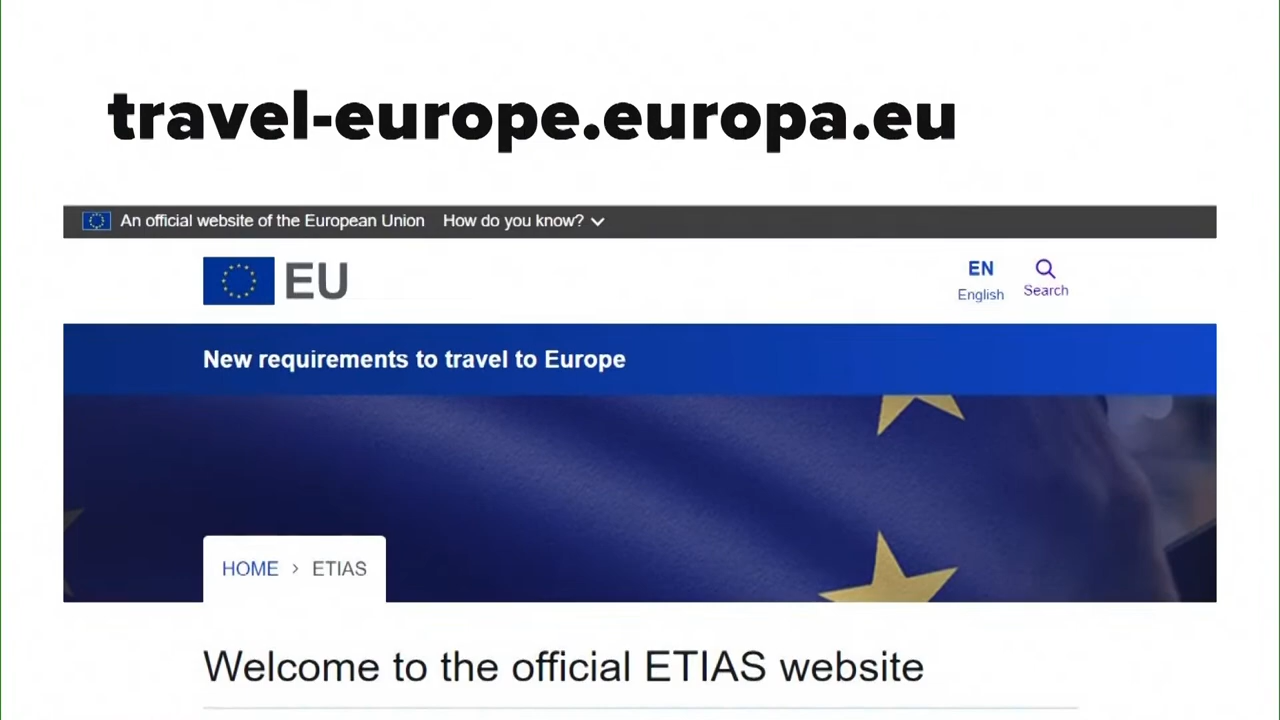 travel-europe.europa.eu
An official website of the European Union How do you know?
EU
EN
English
Search
New requirements to travel to Europe
HOME > ETIAS
Welcome to the official ETIAS website